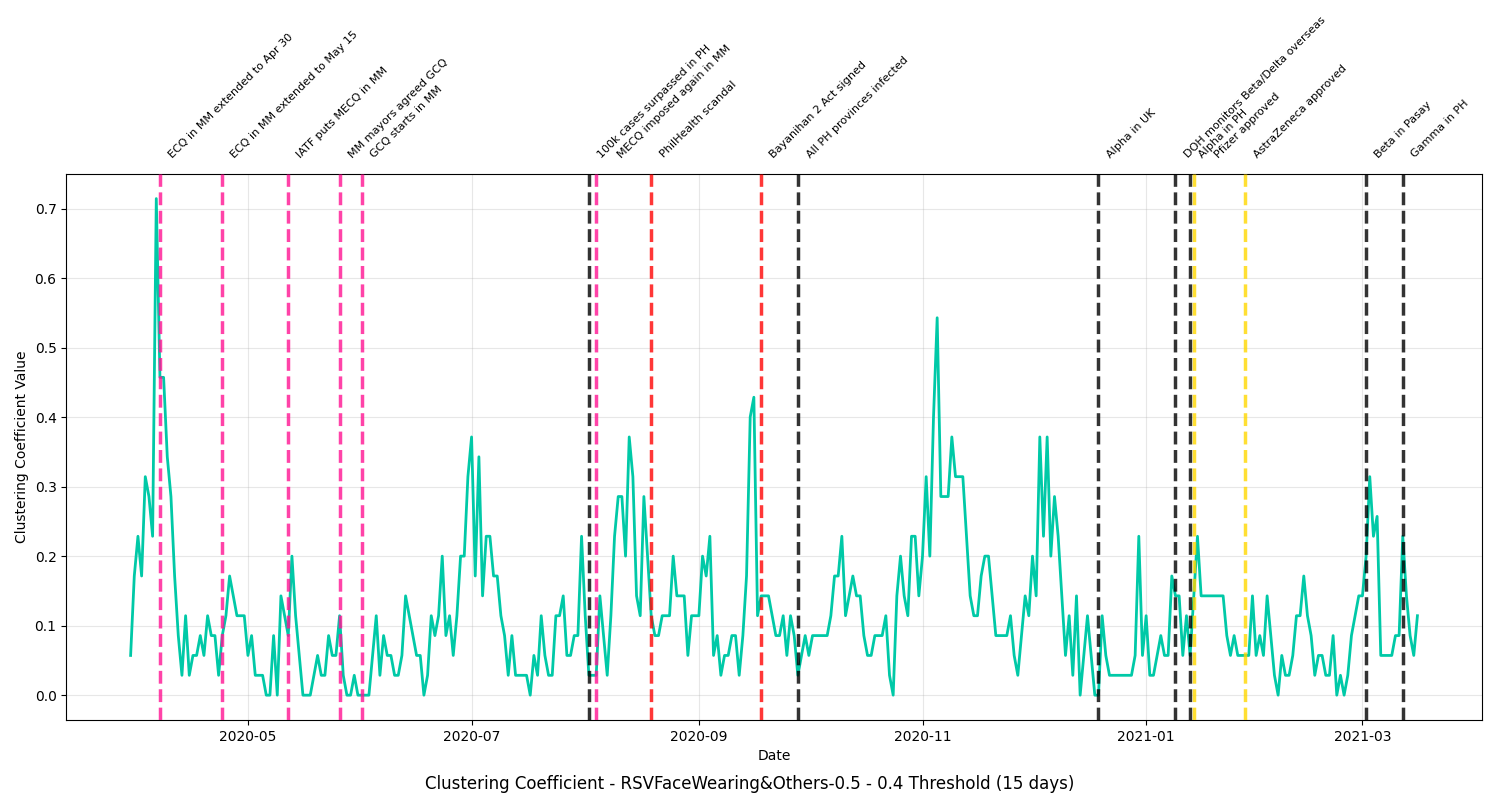 ECQ in MM extended to Apr 30
ECQ in MM extended to May 15
IATF puts MECQ in MM
MM mayors agreed GCQ
GCQ starts in MM
100k cases surpassed in PH
MECQ imposed again in MM
PhilHealth scandal
Bayanihan 2 Act signed
All PH provinces infected
Alpha in UK
DOH monitors Beta/Delta overseas
Alpha in PH
Pfizer approved
AstraZeneca approved
Beta in Pasay
Gamma in PH
Clustering Coefficient Value
0.7
0.6
0.5
0.4
0.3
0.2
0.1
0.0
2020-05
2020-07
2020-09
2020-11
2021-01
2021-03
Date
Clustering Coefficient - RSVFaceWearing&Others-0.5 - 0.4 Threshold (15 days)